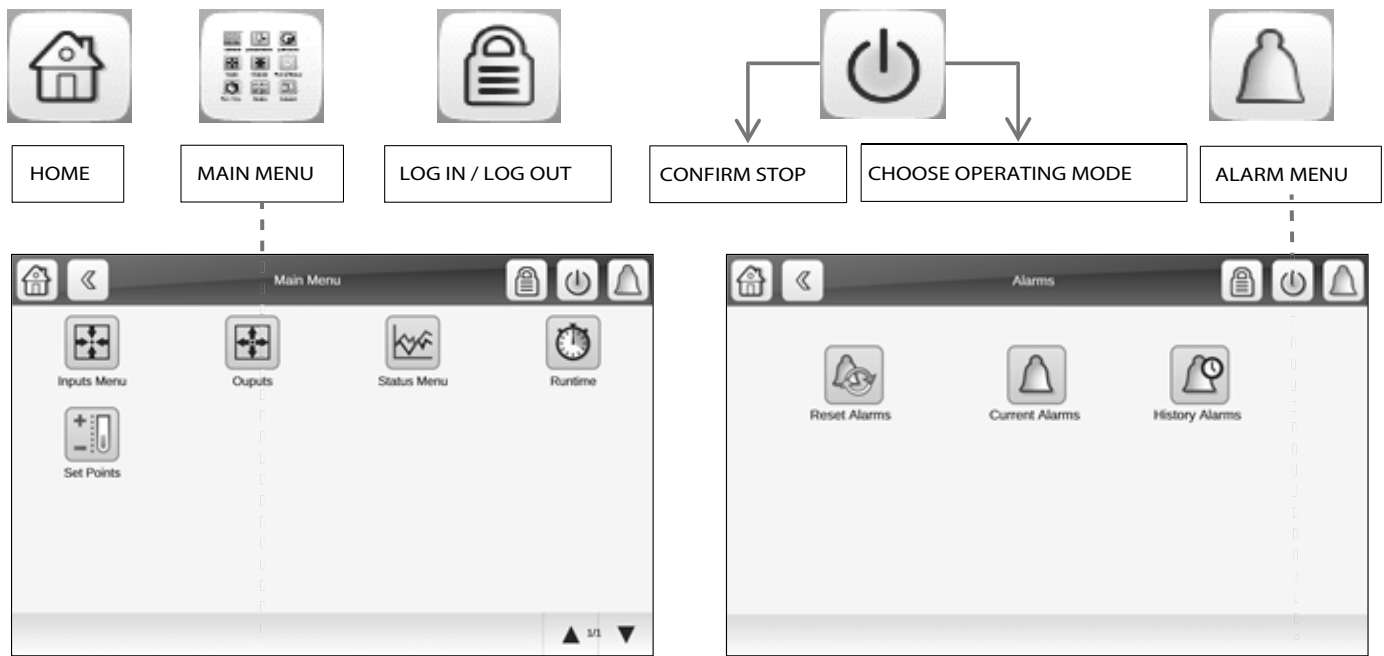 HOME
MAIN MENU
LOG IN / LOG OUT
CONFIRM STOP
CHOOSE OPERATING MODE
ALARM MENU
Main Menu
Inputs Menu
Ouputs
Status Menu
Runtime
Set Points
1/1
Alarms
Reset Alarms
Current Alarms
History Alarms